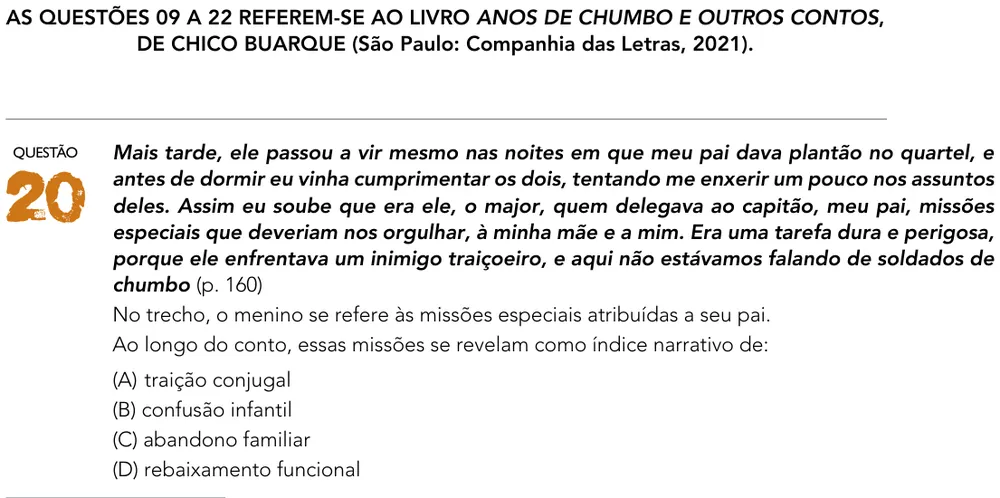 AS QUESTÕES 09 A 22 REFEREM-SE AO LIVRO ANOS DE CHUMBO E OUTROS CONTOS,
DE CHICO BUARQUE (São Paulo: Companhia das Letras, 2021).
QUESTÃO
20
Mais tarde, ele passou a vir mesmo nas noites em que meu pai dava plantão no quartel, e
antes de dormir eu vinha cumprimentar os dois, tentando me enxerir um pouco nos assuntos
deles. Assim eu soube que era ele, o major, quem delegava ao capitão, meu pai, missões
especiais que deveriam nos orgulhar, à minha mãe e a mim. Era uma tarefa dura e perigosa,
porque ele enfrentava um inimigo traiçoeiro, e aqui não estávamos falando de soldados de
chumbo (p. 160)
No trecho, o menino se refere às missões especiais atribuídas a seu pai.
Ao longo do conto, essas missões se revelam como índice narrativo de:
(A) traição conjugal
(B) confusão infantil
(C) abandono familiar
(D) rebaixamento funcional